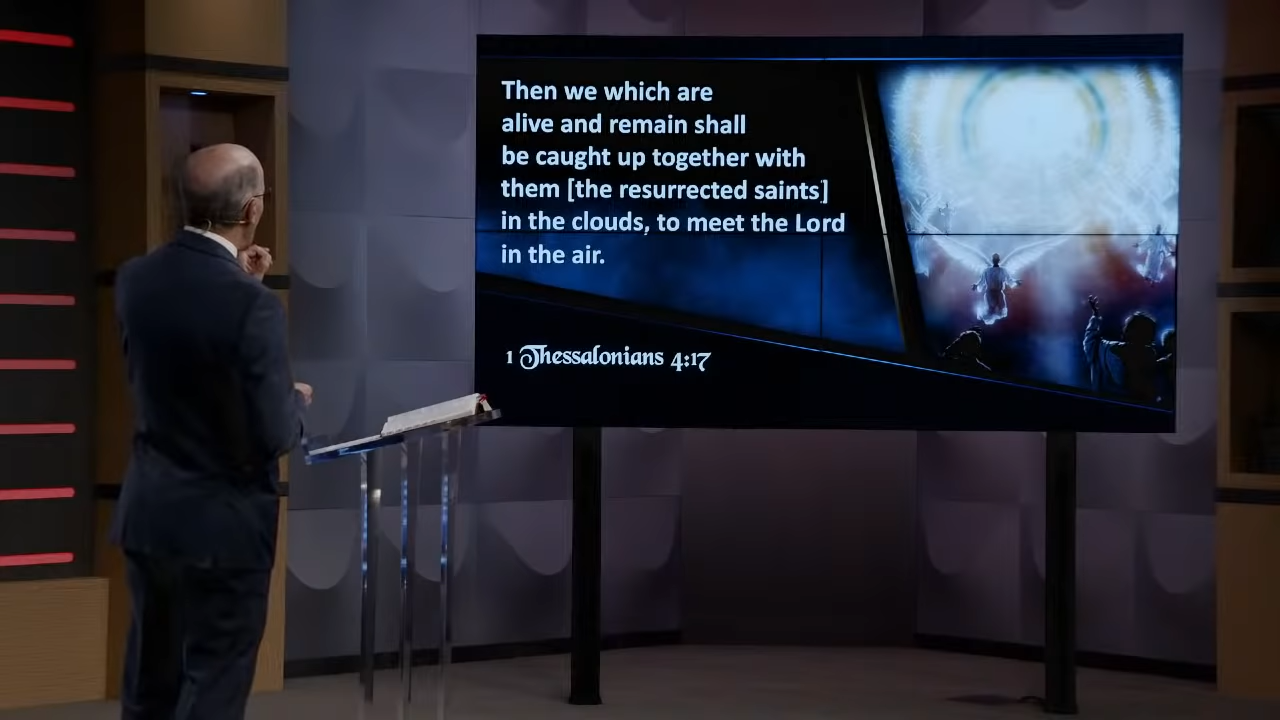 Then we which are
alive and remain shall
be caught up together with
them [the resurrected saints]
in the clouds, to meet the Lord
in the air.
1 Thessalonians 4:17